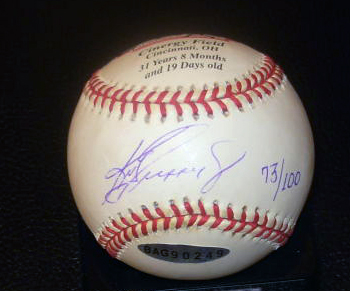 Cinergy Field
Cincinnati, OH
31 Years 8 Months
and 19 Days old
73/100
BAG90249